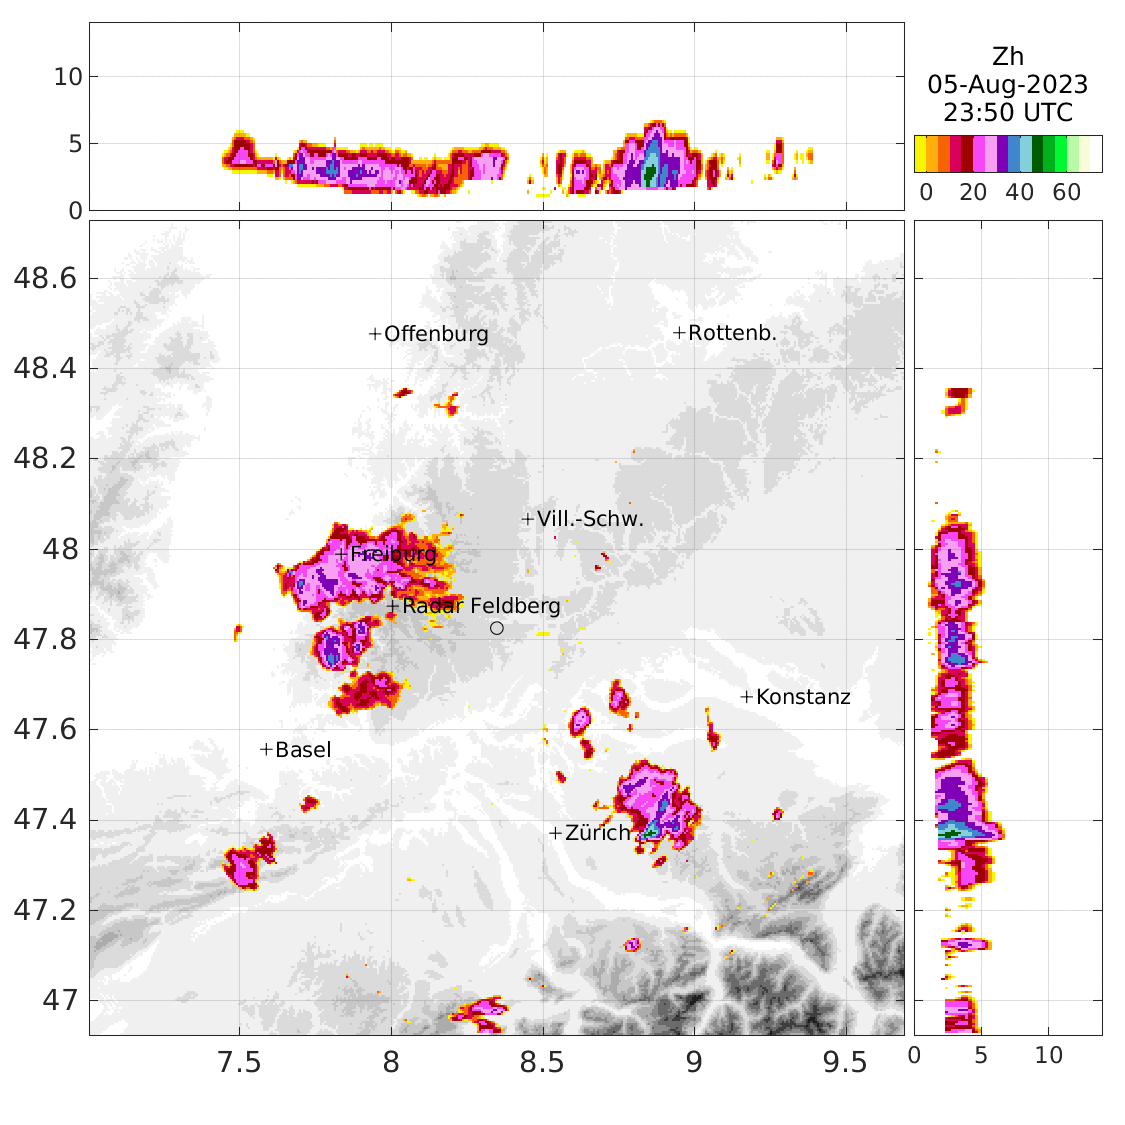 10
5
0
Zh
05-Aug-2023
23:50 UTC
0 20 40 60
48.6
48.4
48.2
48
47.8
47.6
47.4
47.2
47
+Offenburg
+Rottenb.
+Vill.-Schw.
+Freiburg
+Radar Feldberg
+Konstanz
+Basel
+Zürich
7.5 8 8.5 9 9.5
0 5 10